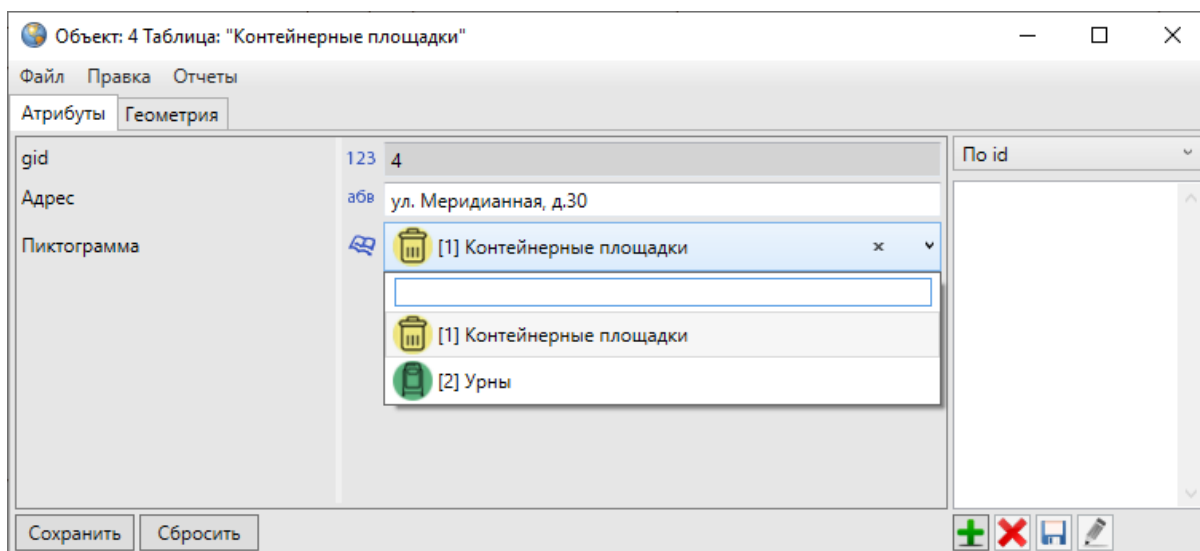 Объект: 4 Таблица: "Контейнерные площадки"
Файл Правка Отчеты
Атрибуты Геометрия
gid 123 4 По id
Адрес абв ул. Меридианная, д.30
Пиктограмма [1] Контейнерные площадки
[1] Контейнерные площадки
[2] Урны
Сохранить Сбросить